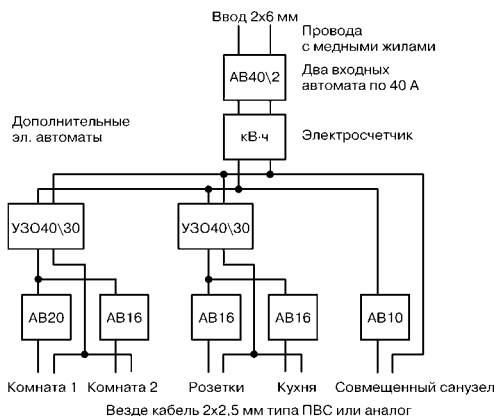 Ввод 2х6 мм
Провода
с медными жилами
АВ40\2
Два входных
автомата по 40 А
Дополнительные
эл. автоматы
кВ·ч
Электросчетчик
УЗО40\30
УЗО40\30
АВ20
АВ16
АВ16
АВ16
АВ10
Комната 1
Комната 2
Розетки
Кухня
Совмещенный санузел
Везде кабель 2х2,5 мм типа ПВС или аналог